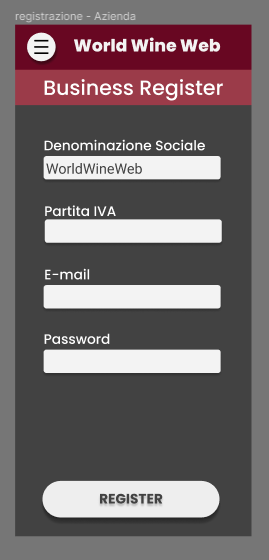 registrazione - Azienda
World Wine Web
Business Register
Denominazione Sociale
WorldWineWeb
Partita IVA
E-mail
Password
REGISTER